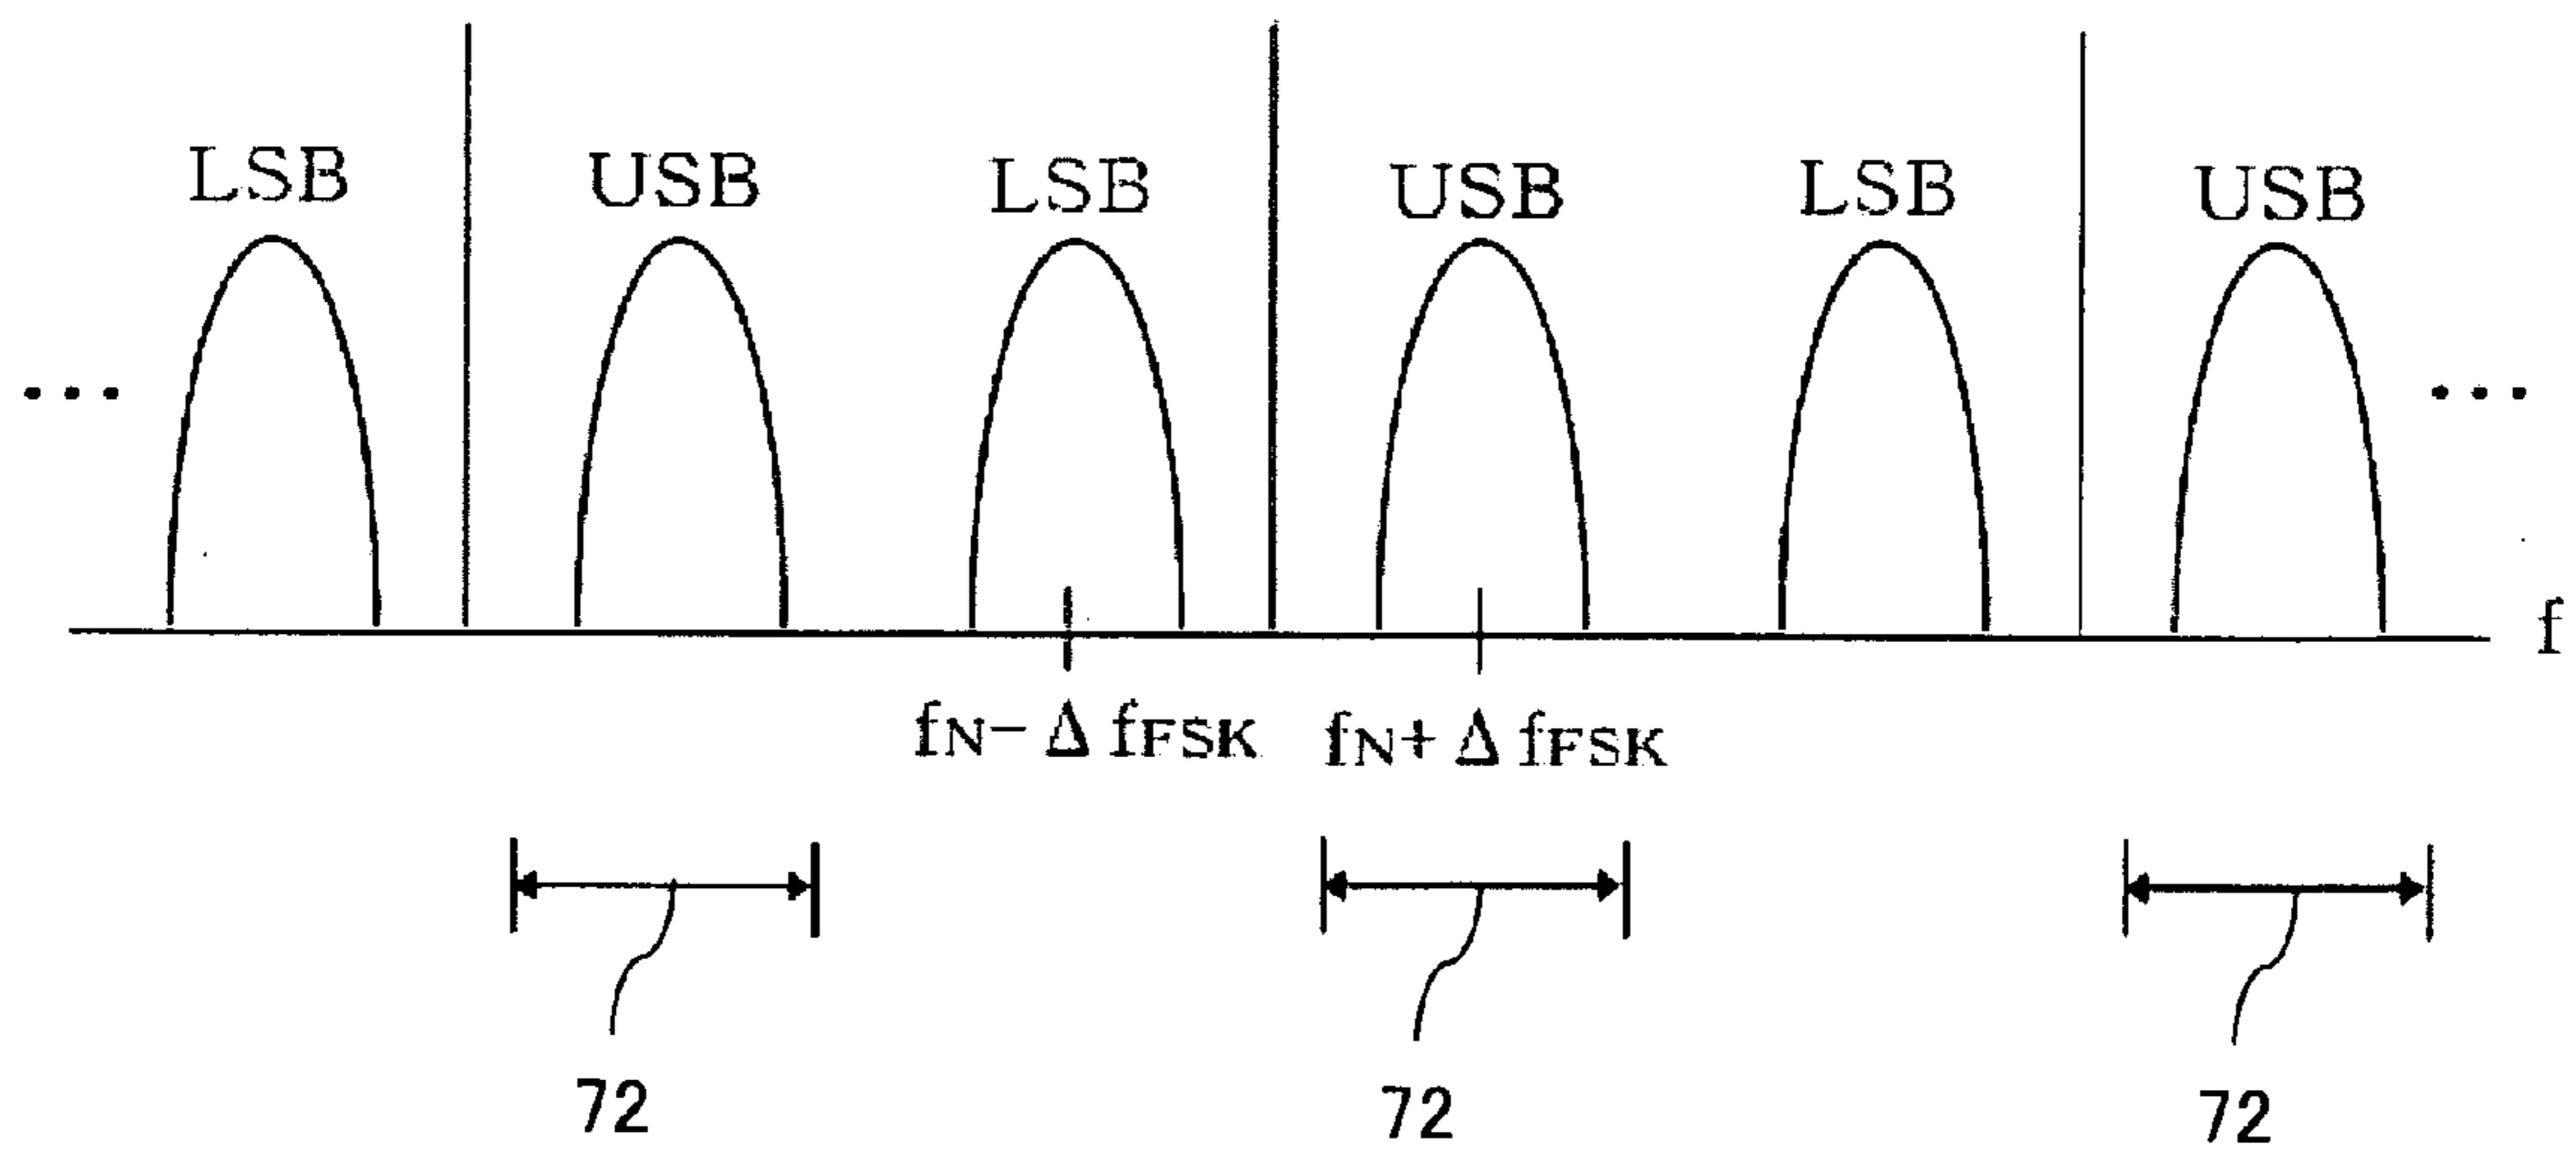 LSB USB LSB USB LSB USB
... ...
f
fN− Δ fFSK fN+ Δ fFSK
72 72 72